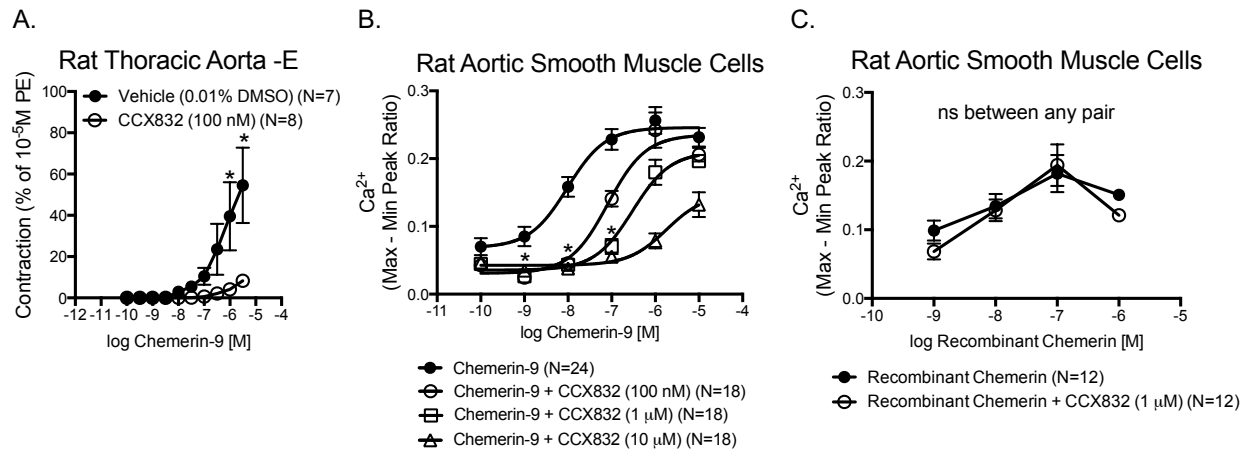 A.
Rat Thoracic Aorta -E
Vehicle (0.01% DMSO) (N=7)
CCX832 (100 nM) (N=8)
Contraction (% of 10⁻⁵M PE)
100
80
60
40
20
0
* *
-12 -11 -10 -9 -8 -7 -6 -5 -4
log Chemerin-9 [M]
B.
Rat Aortic Smooth Muscle Cells
Ca²⁺
(Max - Min Peak Ratio)
0.3
0.2
0.1
0.0
* * *
-11 -10 -9 -8 -7 -6 -5 -4
log Chemerin-9 [M]
Chemerin-9 (N=24)
Chemerin-9 + CCX832 (100 nM) (N=18)
Chemerin-9 + CCX832 (1 μM) (N=18)
Chemerin-9 + CCX832 (10 μM) (N=18)
C.
Rat Aortic Smooth Muscle Cells
ns between any pair
Ca²⁺
(Max - Min Peak Ratio)
0.3
0.2
0.1
0.0
-10 -9 -8 -7 -6 -5
log Recombinant Chemerin [M]
Recombinant Chemerin (N=12)
Recombinant Chemerin + CCX832 (1 μM) (N=12)